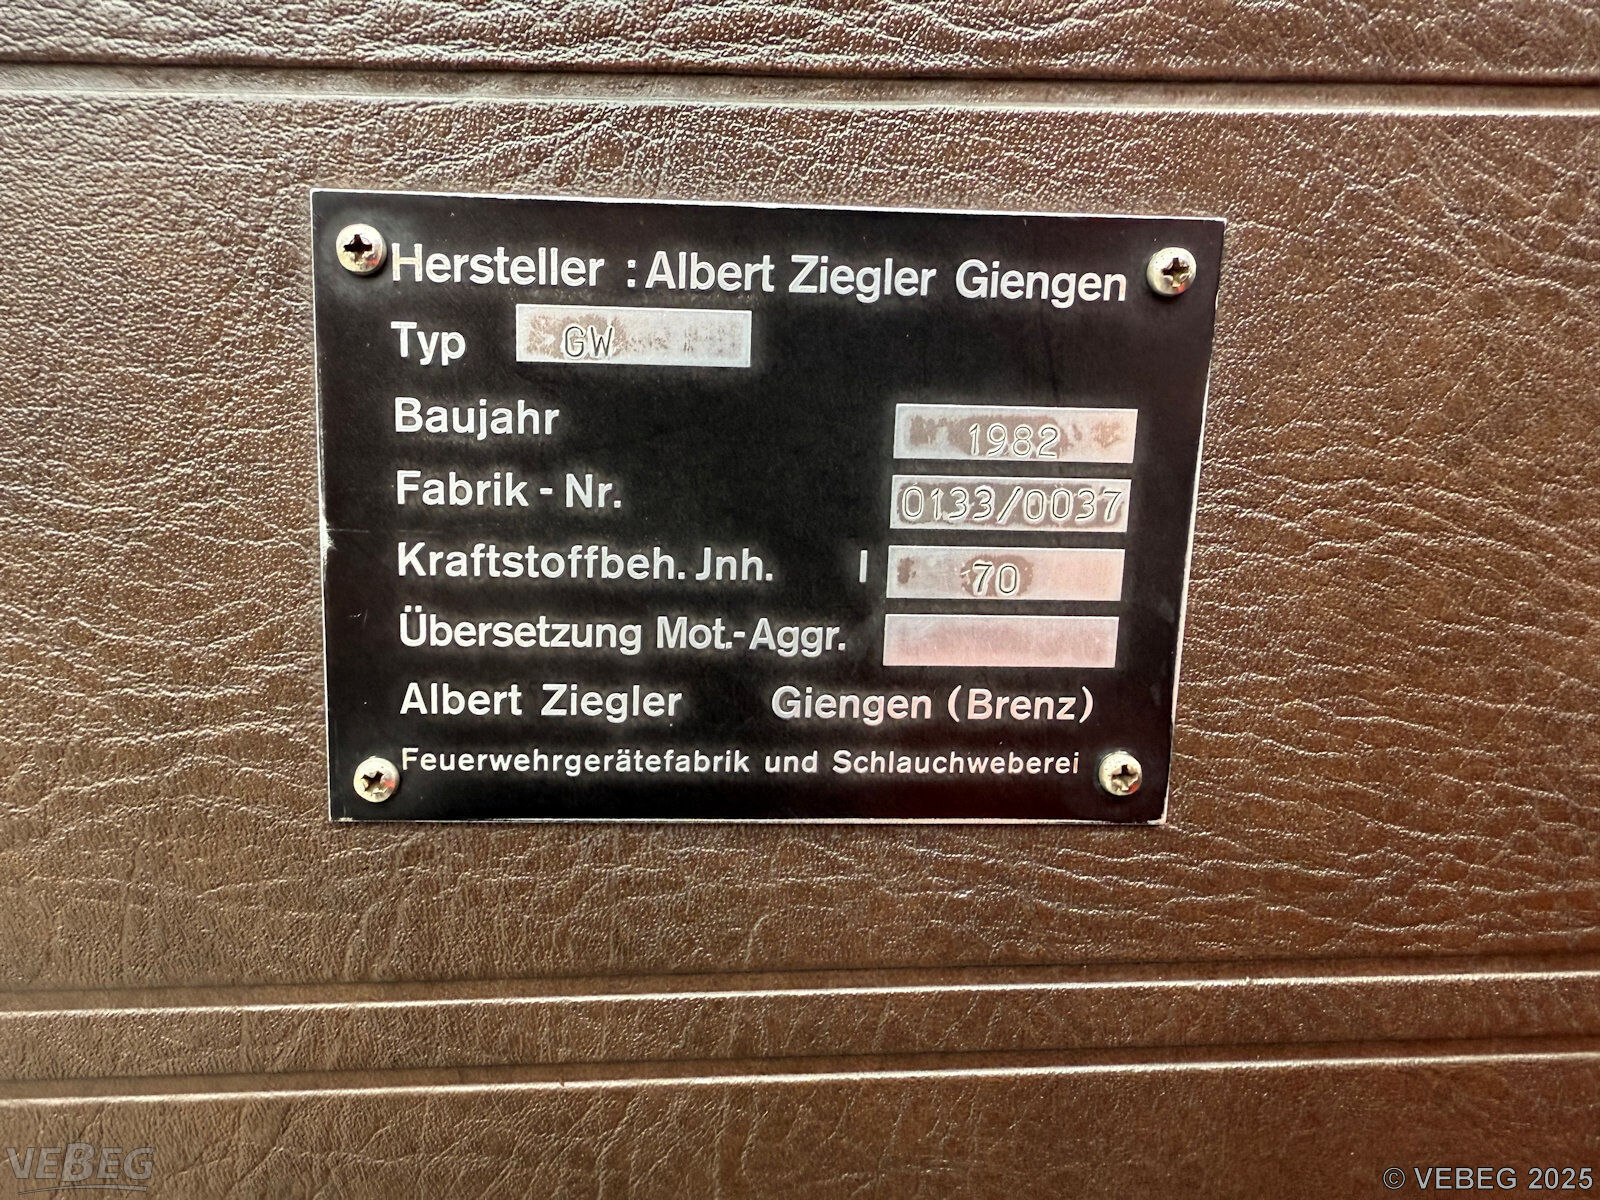 Hersteller : Albert Ziegler Giengen
Typ GW
Baujahr 1982
Fabrik - Nr. 0133/0037
Kraftstoffbeh. Jnh. l 70
Übersetzung Mot.-Aggr.
Albert Ziegler Giengen (Brenz)
Feuerwehrgerätefabrik und Schlauchweberei
VEBEG
© VEBEG 2025